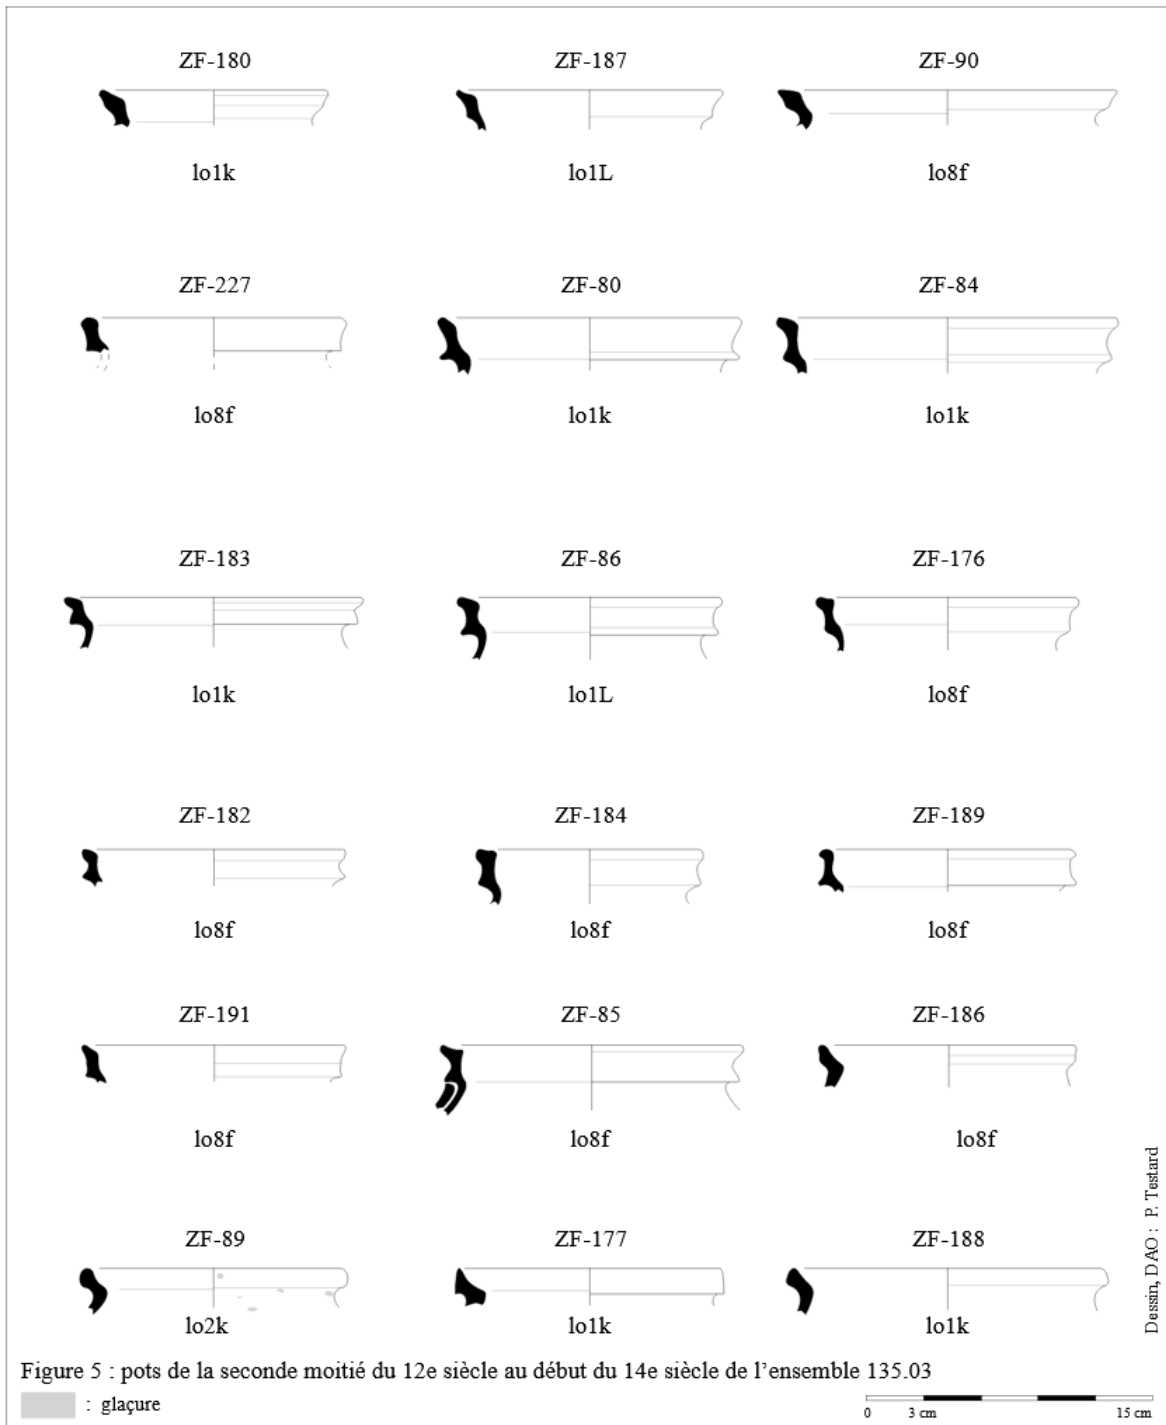 ZF-180 ZF-187 ZF-90
lo1k lo1L lo8f
ZF-227 ZF-80 ZF-84
lo8f lo1k lo1k
ZF-183 ZF-86 ZF-176
lo1k lo1L lo8f
ZF-182 ZF-184 ZF-189
lo8f lo8f lo8f
ZF-191 ZF-85 ZF-186
lo8f lo8f lo8f
ZF-89 ZF-177 ZF-188
lo2k lo1k lo1k
Dessin, DAO : P. Testard
Figure 5 : pots de la seconde moitié du 12e siècle au début du 14e siècle de l’ensemble 135.03
: glaçure
0 3 cm 15 cm